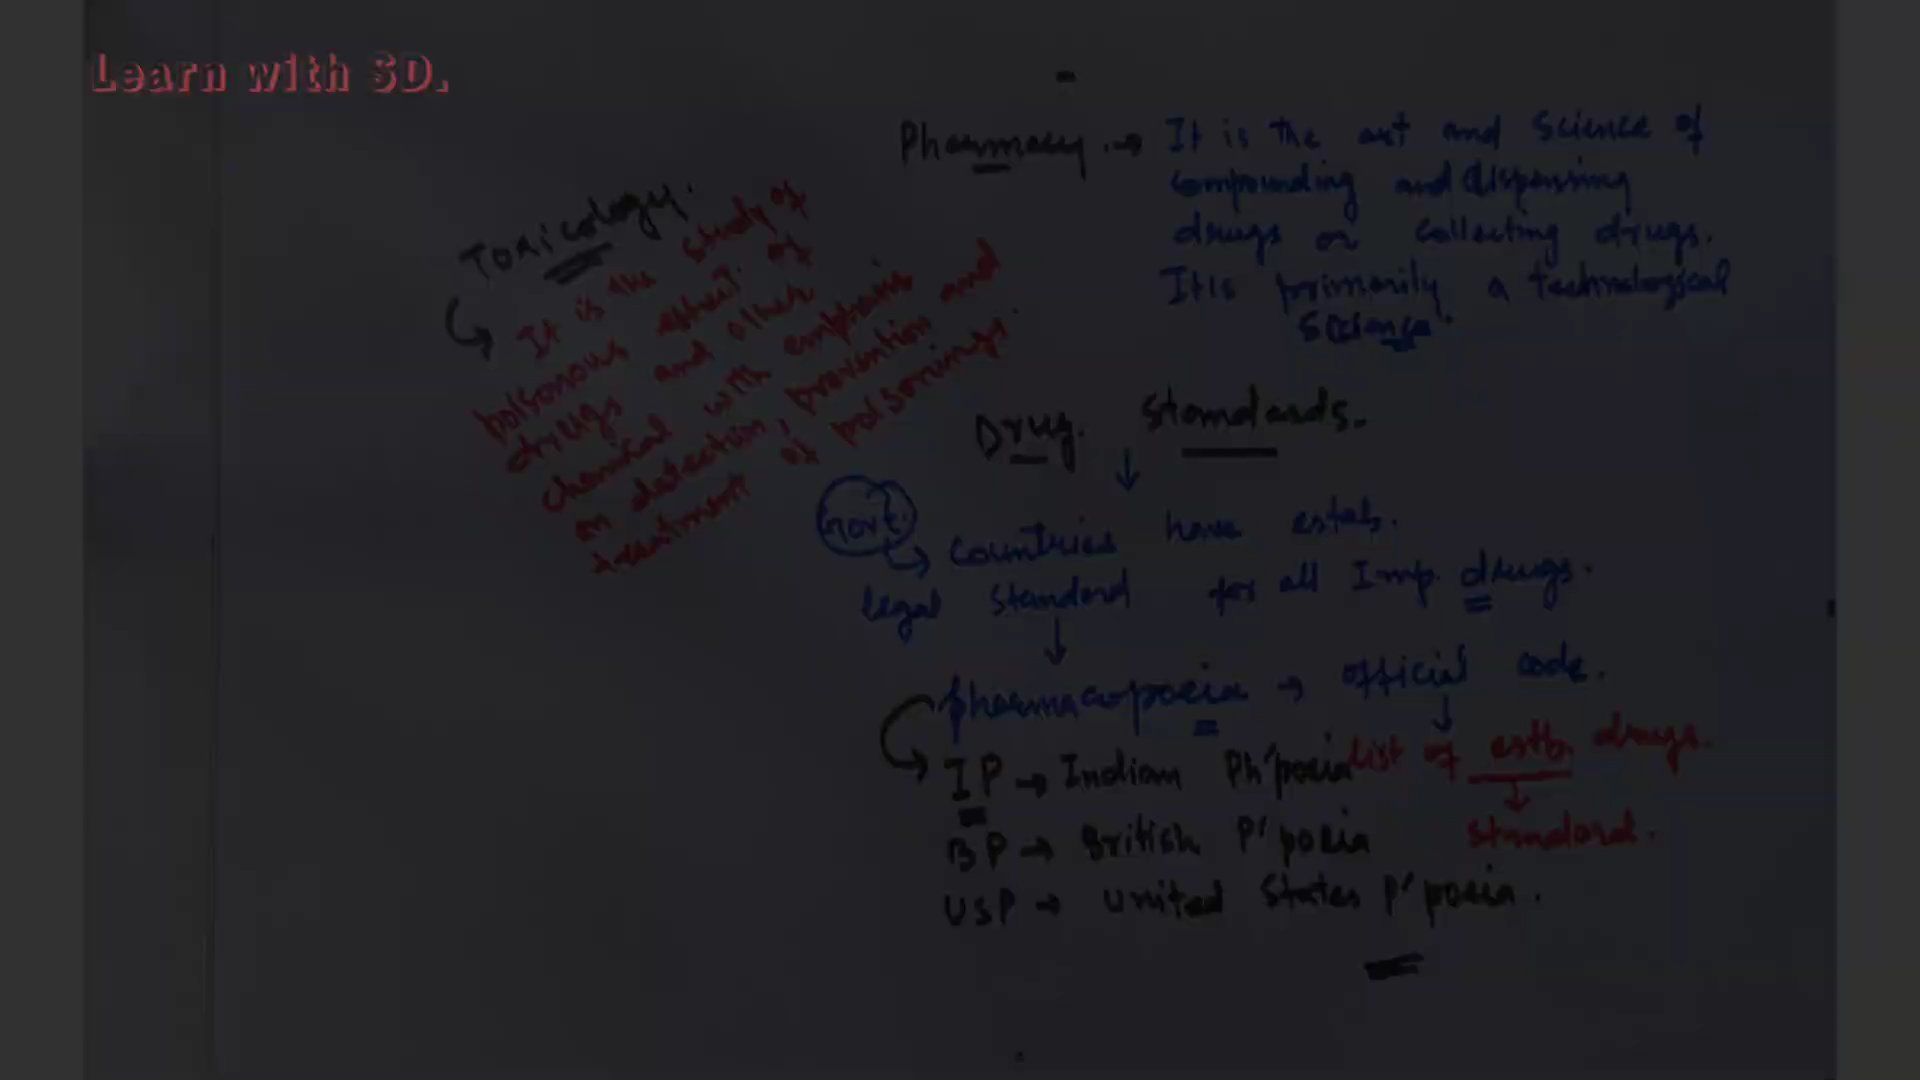 Learn with SD.
Pharmacy. → It is the art and Science of
compounding and dispensing
drugs or collecting drugs.
It is primarily a technological
Science.
Toxicology.
It is the study of
poisonous effect of
drugs and other
chemical with emphasis
on detection, prevention and
treatment of poisonings.
Drug. Standards.
Govt.
↳ Countries have estab.
legal standard for all Imp. drugs.
pharmacopoeia → official code.
list of estb. drugs.
standard.
IP → Indian Ph'poeia
BP → British P'poeia
USP → United States P'poeia.